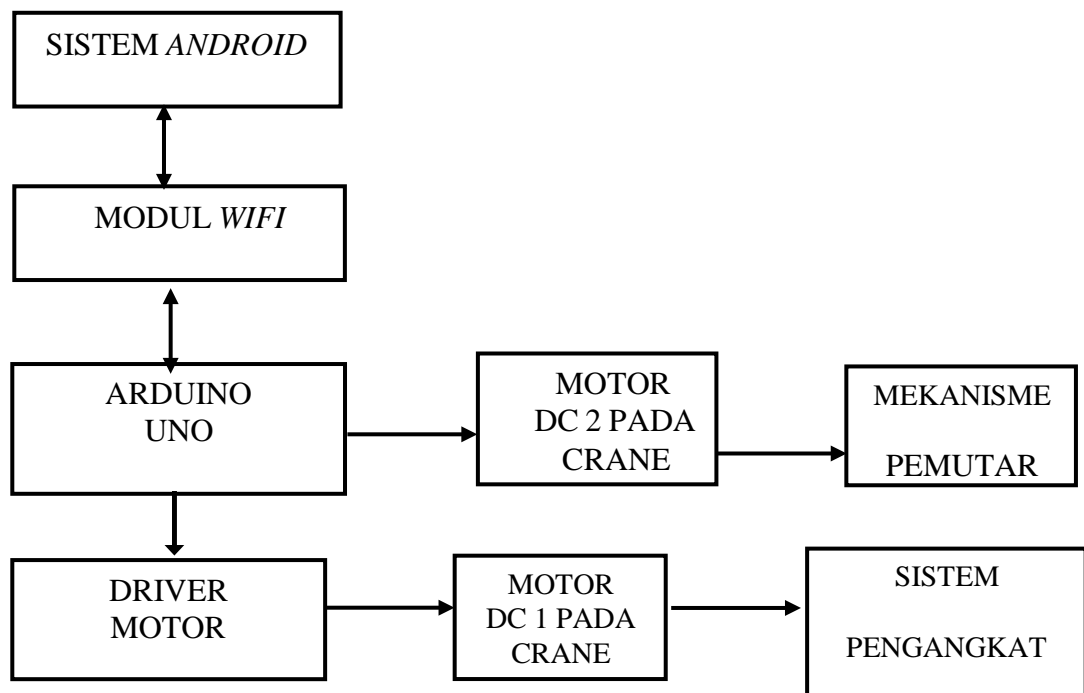 SISTEM ANDROID
MODUL WIFI
ARDUINO
UNO
MOTOR
DC 2 PADA
CRANE
MEKANISME
PEMUTAR
DRIVER
MOTOR
MOTOR
DC 1 PADA
CRANE
SISTEM
PENGANGKAT